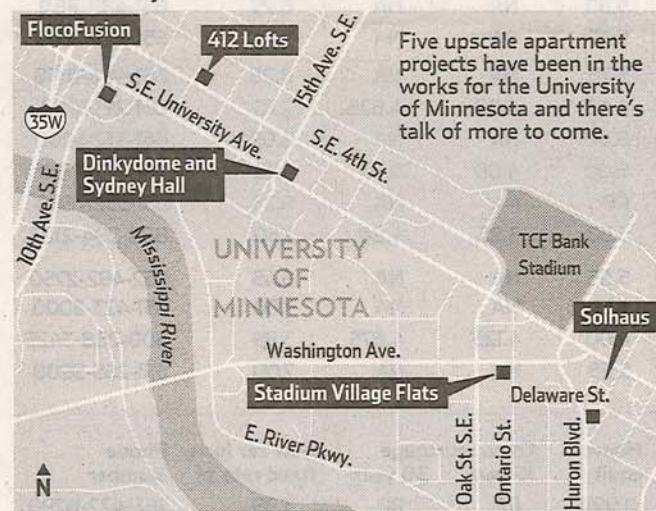 FlocoFusion
412 Lofts
15th Ave. S.E.
Five upscale apartment
projects have been in the
works for the University
of Minnesota and there's
talk of more to come.
35W
S.E. University Ave.
S.E. 4th St.
Dinkydome and
Sydney Hall
10th Ave. S.E.
Mississippi River
UNIVERSITY
OF
MINNESOTA
TCF Bank
Stadium
Solhaus
Washington Ave.
Stadium Village Flats
Delaware St.
E. River Pkwy.
Oak St. S.E.
Ontario St.
Huron Blvd.
N